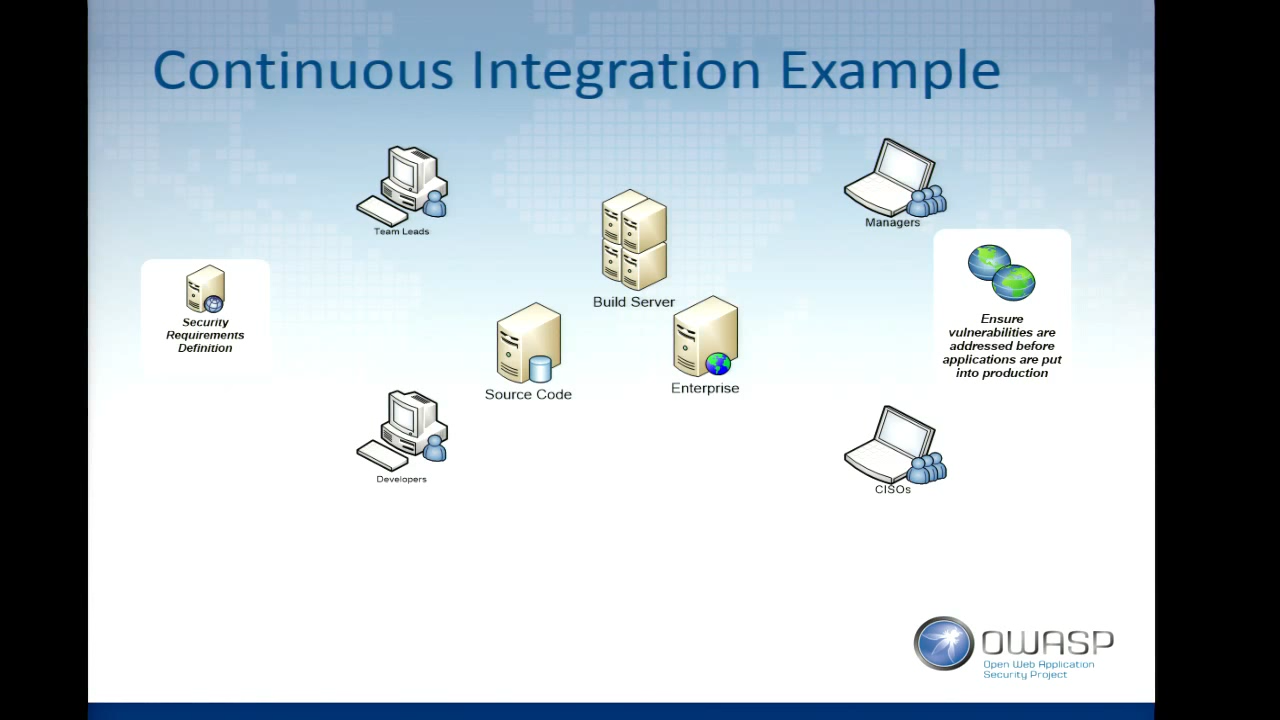 Continuous Integration Example
Team Leads
Managers
Build Server
Security
Requirements
Definition
Source Code
Enterprise
Ensure
vulnerabilities are
addressed before
applications are put
into production
Developers
CISOs
OWASP
Open Web Application
Security Project